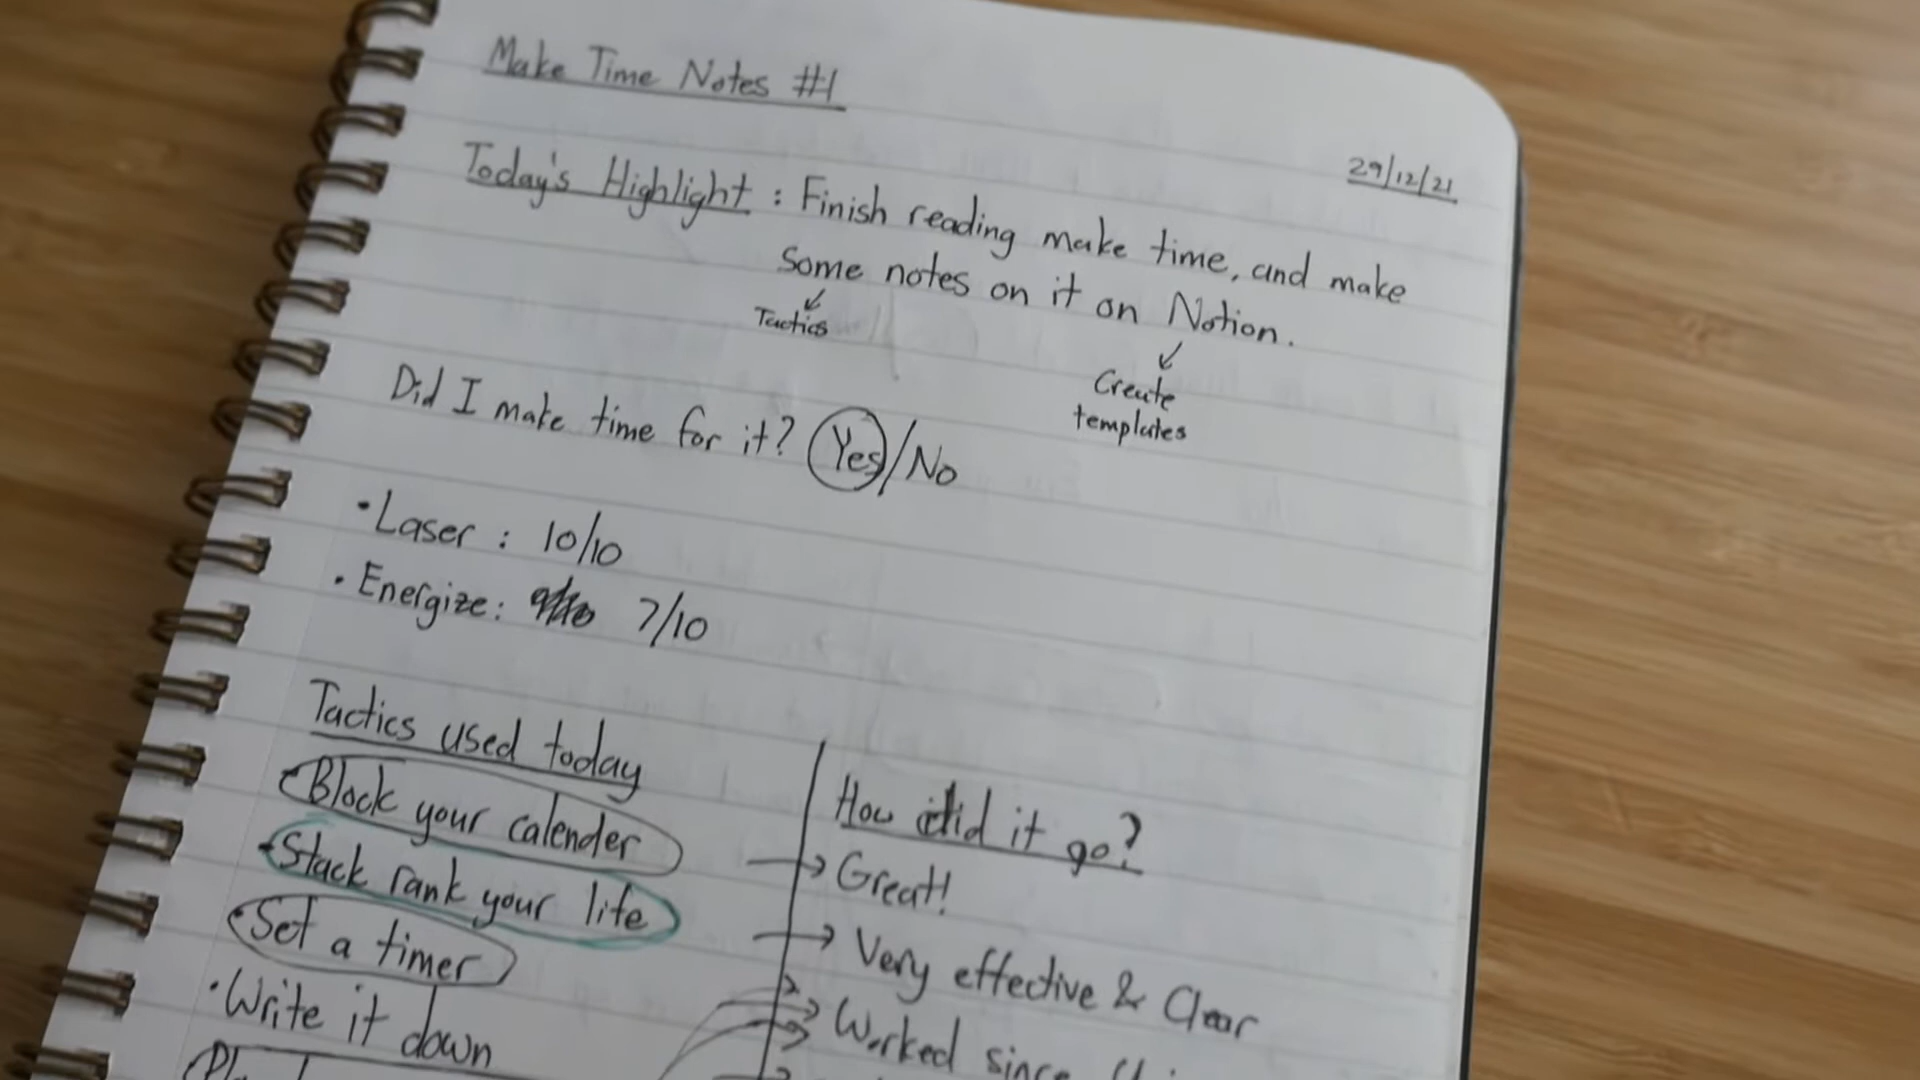 Make Time Notes #1
29/12/21
Today's Highlight : Finish reading make time, and make
some notes on it on Notion.
Tactics
Create
templates
Did I make time for it? Yes/No
• Laser : 10/10
• Energize: 7/10
Tactics used today
How did it go?
• Block your calender
→ Great!
• Stack rank your life
→ Very effective & Clear
• Set a timer
→ Worked since
• Write it down